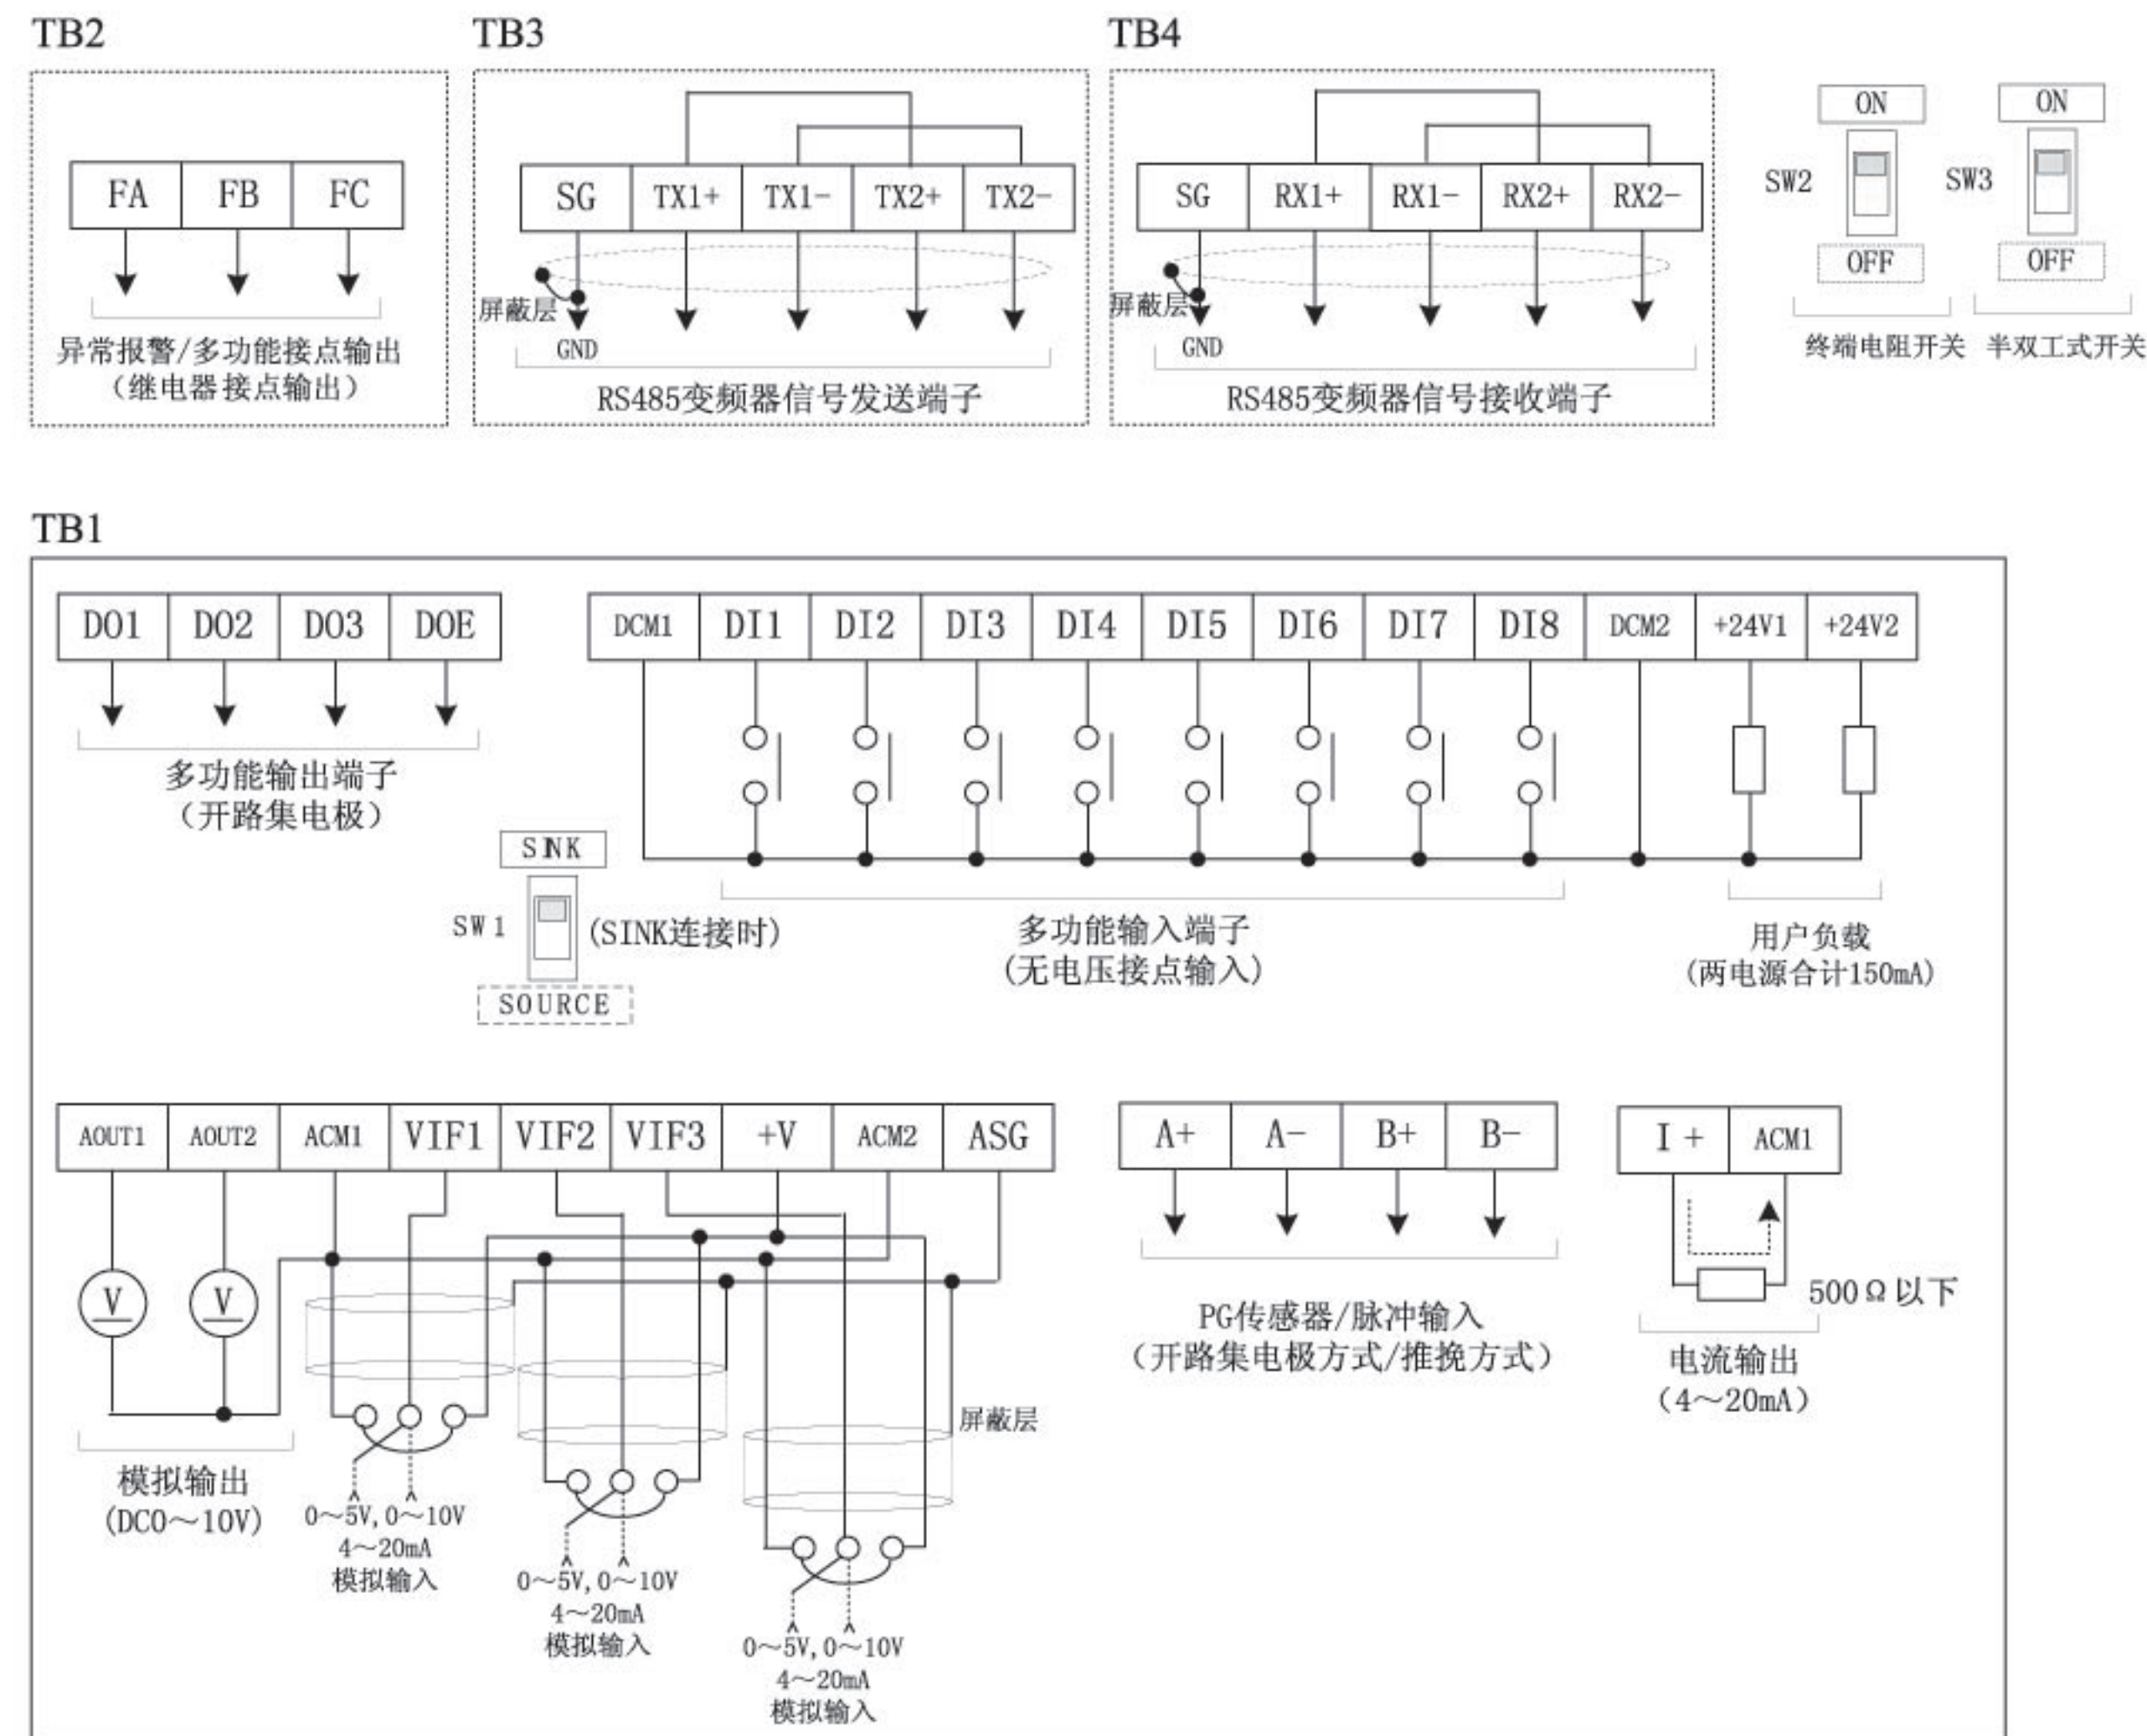 TB2
FA FB FC
异常报警/多功能接点输出
（继电器接点输出）
TB3
SG TX1+ TX1- TX2+ TX2-
屏蔽层
GND
RS485变频器信号发送端子
TB4
SG RX1+ RX1- RX2+ RX2-
屏蔽层
GND
RS485变频器信号接收端子
ON
SW2
OFF
终端电阻开关
ON
SW3
OFF
半双工式开关
TB1
DO1 DO2 DO3 DOE
多功能输出端子
（开路集电极）
DCM1 DI1 DI2 DI3 DI4 DI5 DI6 DI7 DI8 DCM2 +24V1 +24V2
SINK
SW1
(SINK连接时)
SOURCE
多功能输入端子
(无电压接点输入)
用户负载
(两电源合计150mA)
AOUT1 AOUT2 ACM1 VIF1 VIF2 VIF3 +V ACM2 ASG
V
V
模拟输出
(DC0～10V)
0～5V,0～10V
4～20mA
模拟输入
0～5V,0～10V
4～20mA
模拟输入
0～5V,0～10V
4～20mA
模拟输入
屏蔽层
A+ A- B+ B-
PG传感器/脉冲输入
（开路集电极方式/推挽方式）
I + ACM1
500Ω以下
电流输出
（4～20mA）